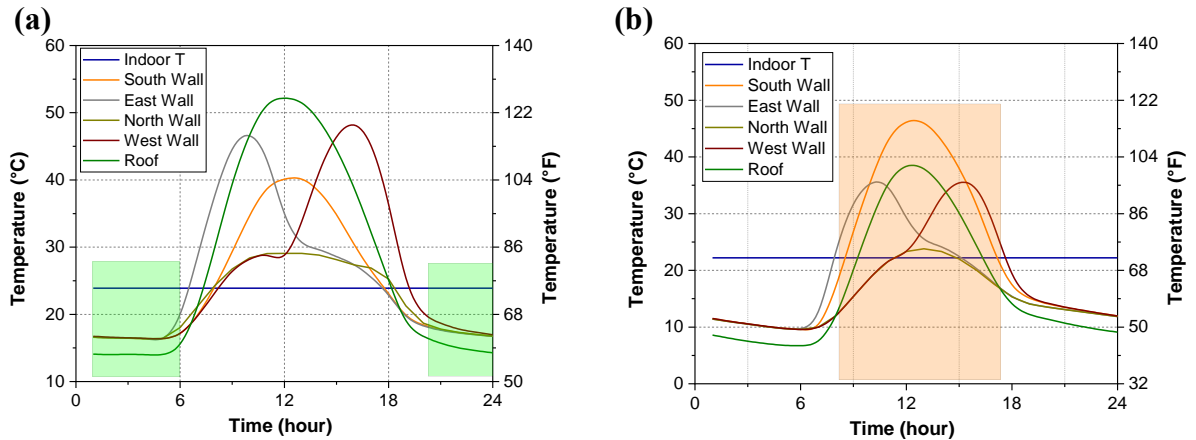 (a)
60
50
40
30
20
10
Temperature (°C)
Indoor T
South Wall
East Wall
North Wall
West Wall
Roof
140
122
104
86
68
50
Temperature (°F)
0
6
12
18
24
Time (hour)
(b)
60
50
40
30
20
10
0
Temperature (°C)
Indoor T
South Wall
East Wall
North Wall
West Wall
Roof
140
122
104
86
68
50
32
Temperature (°F)
0
6
12
18
24
Time (hour)